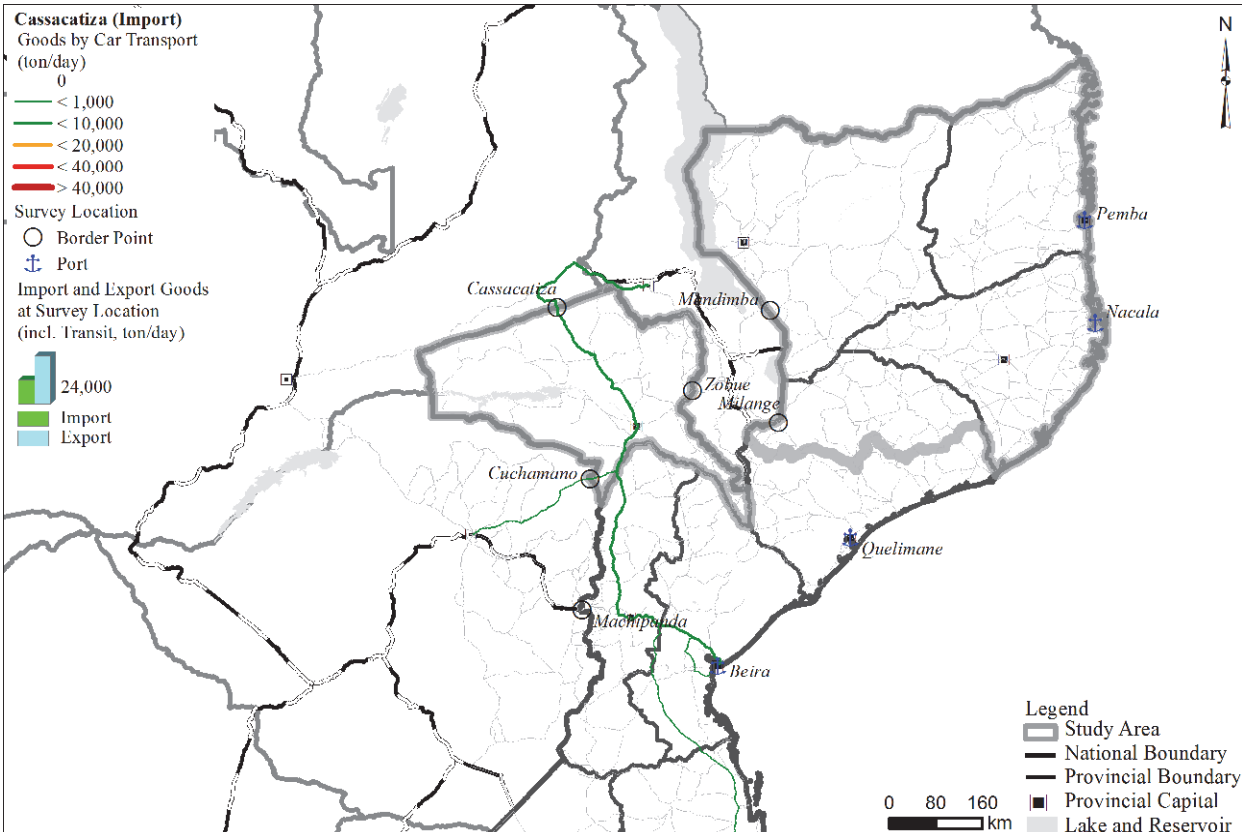 Cassacatiza (Import)
Goods by Car Transport
(ton/day)
0
< 1,000
< 10,000
< 20,000
< 40,000
> 40,000
Survey Location
Border Point
Port
Import and Export Goods
at Survey Location
(incl. Transit, ton/day)
24,000
Import
Export
N
Pemba
Cassacatiza
Mandimba
Nacala
Zobue
Milange
Cuchamano
Quelimane
Machipanda
Beira
Legend
Study Area
National Boundary
Provincial Boundary
Provincial Capital
Lake and Reservoir
0 80 160
km